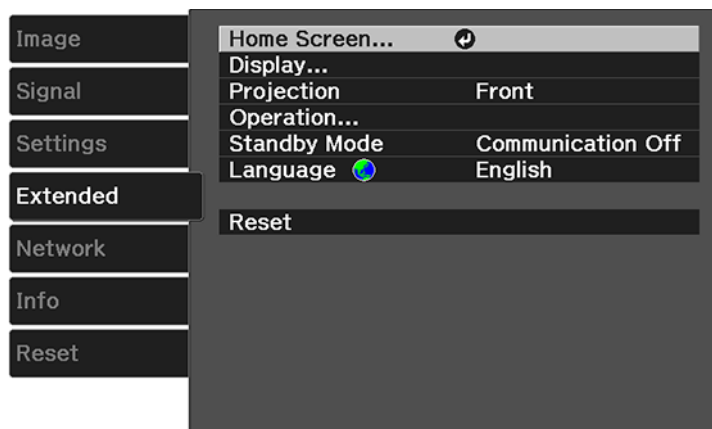 Image
Signal
Settings
Extended
Network
Info
Reset
Home Screen...
Display...
Projection Front
Operation...
Standby Mode Communication Off
Language English
Reset